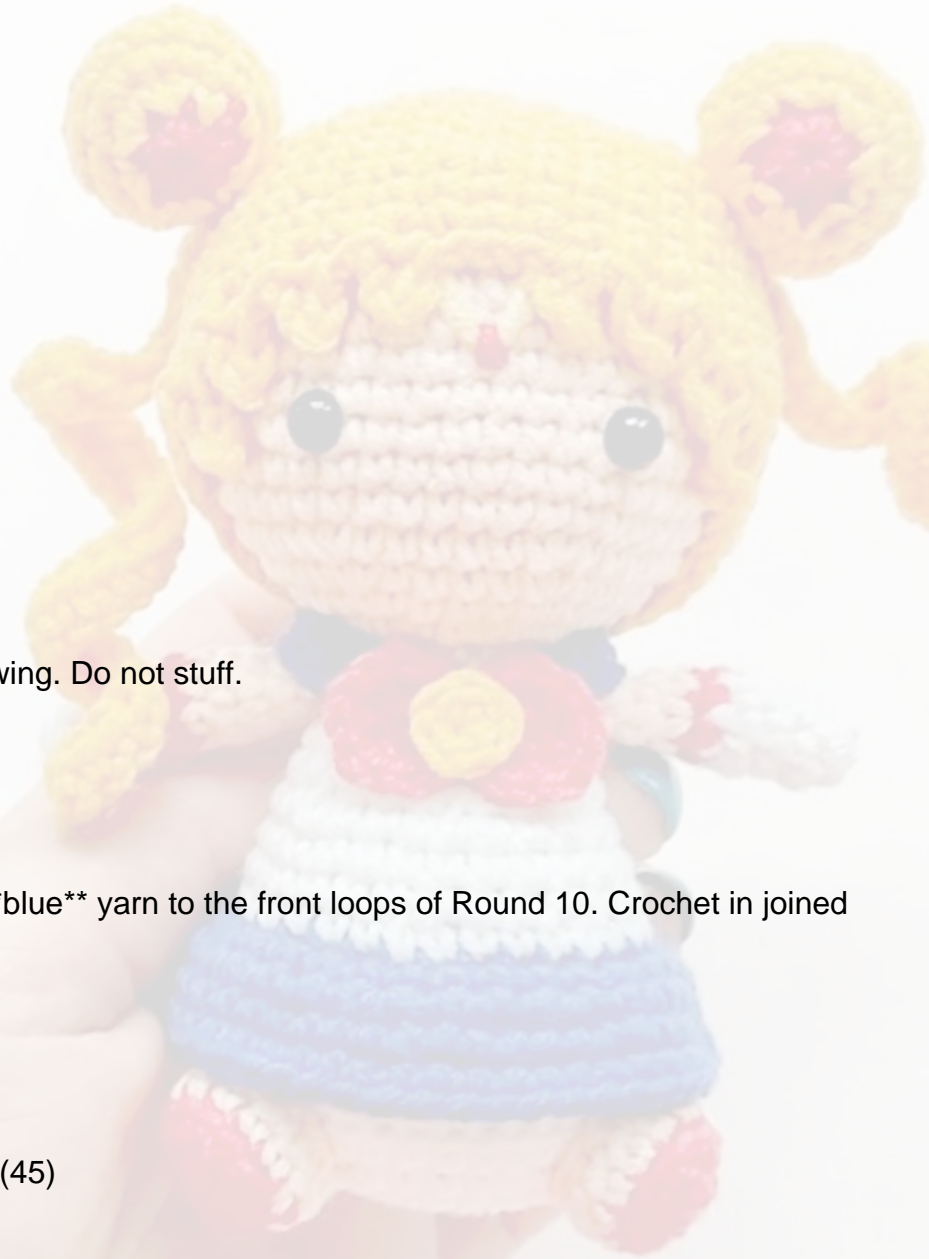 wing. Do not stuff.
blue** yarn to the front loops of Round 10. Crochet in joined
(45)